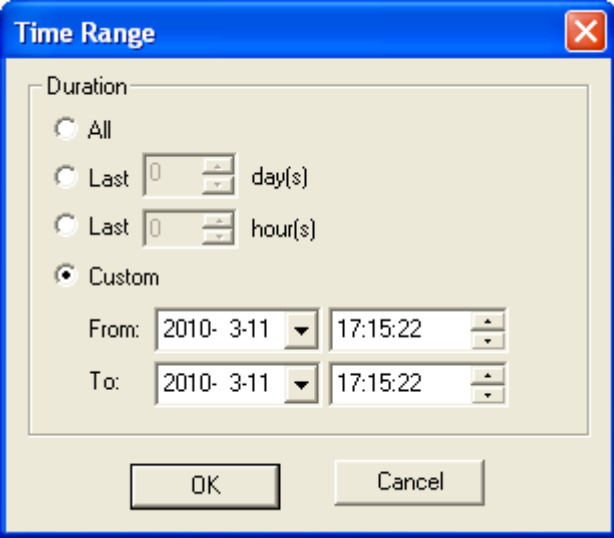 Time Range
Duration
All
Last 0 day(s)
Last 0 hour(s)
Custom
From: 2010- 3-11 17:15:22
To: 2010- 3-11 17:15:22
OK Cancel